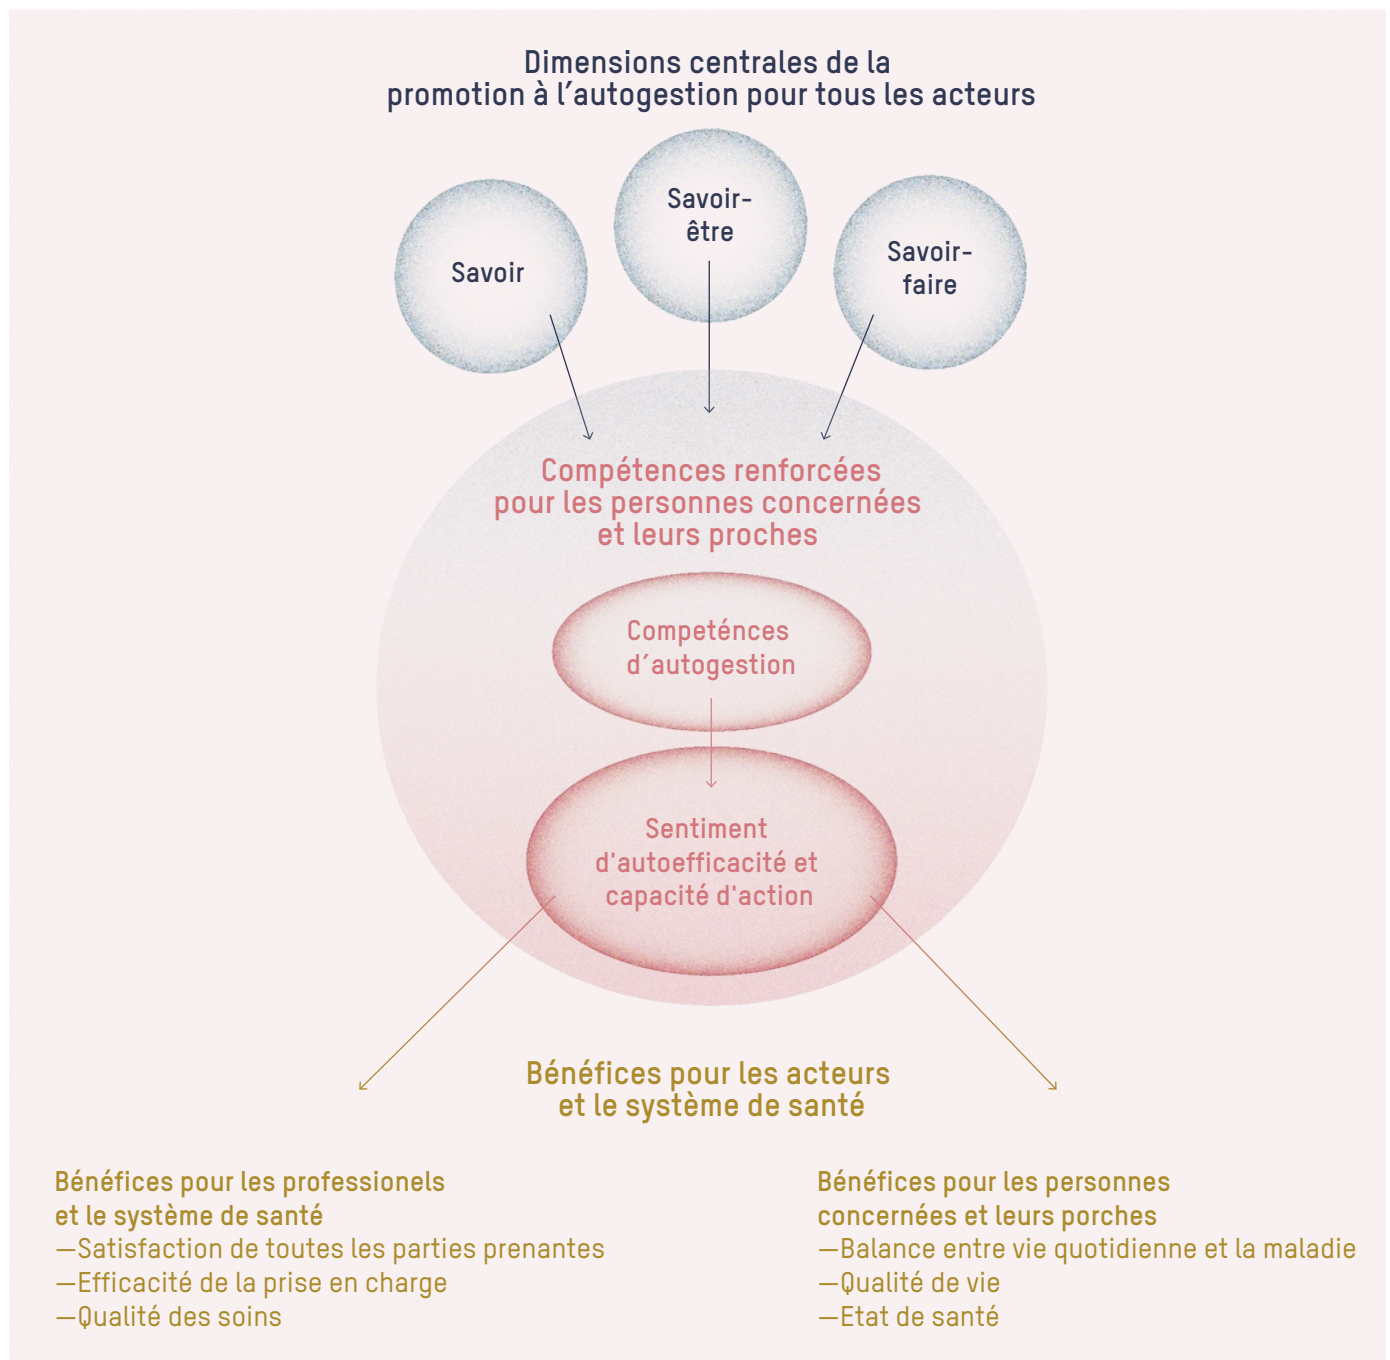 Dimensions centrales de la
promotion à l´autogestion pour tous les acteurs
Savoir
Savoir-
être
Savoir-
faire
Compétences renforcées
pour les personnes concernées
et leurs proches
Competénces
d´autogestion
Sentiment
d'autoefficacité et
capacité d'action
Bénéfices pour les acteurs
et le système de santé
Bénéfices pour les professionels
et le système de santé
—Satisfaction de toutes les parties prenantes
—Efficacité de la prise en charge
—Qualité des soins
Bénéfices pour les personnes
concernées et leurs porches
—Balance entre vie quotidienne et la maladie
—Qualité de vie
—Etat de santé